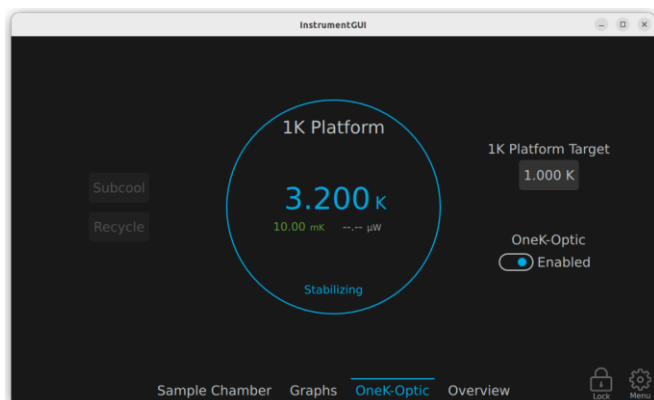 InstrumentGUI
1K Platform
3.200 K
10.00 mK --.-- µW
Stabilizing
Subcool
Recycle
1K Platform Target
1.000 K
OneK-Optic
Enabled
Sample Chamber Graphs OneK-Optic Overview
Lock Menu